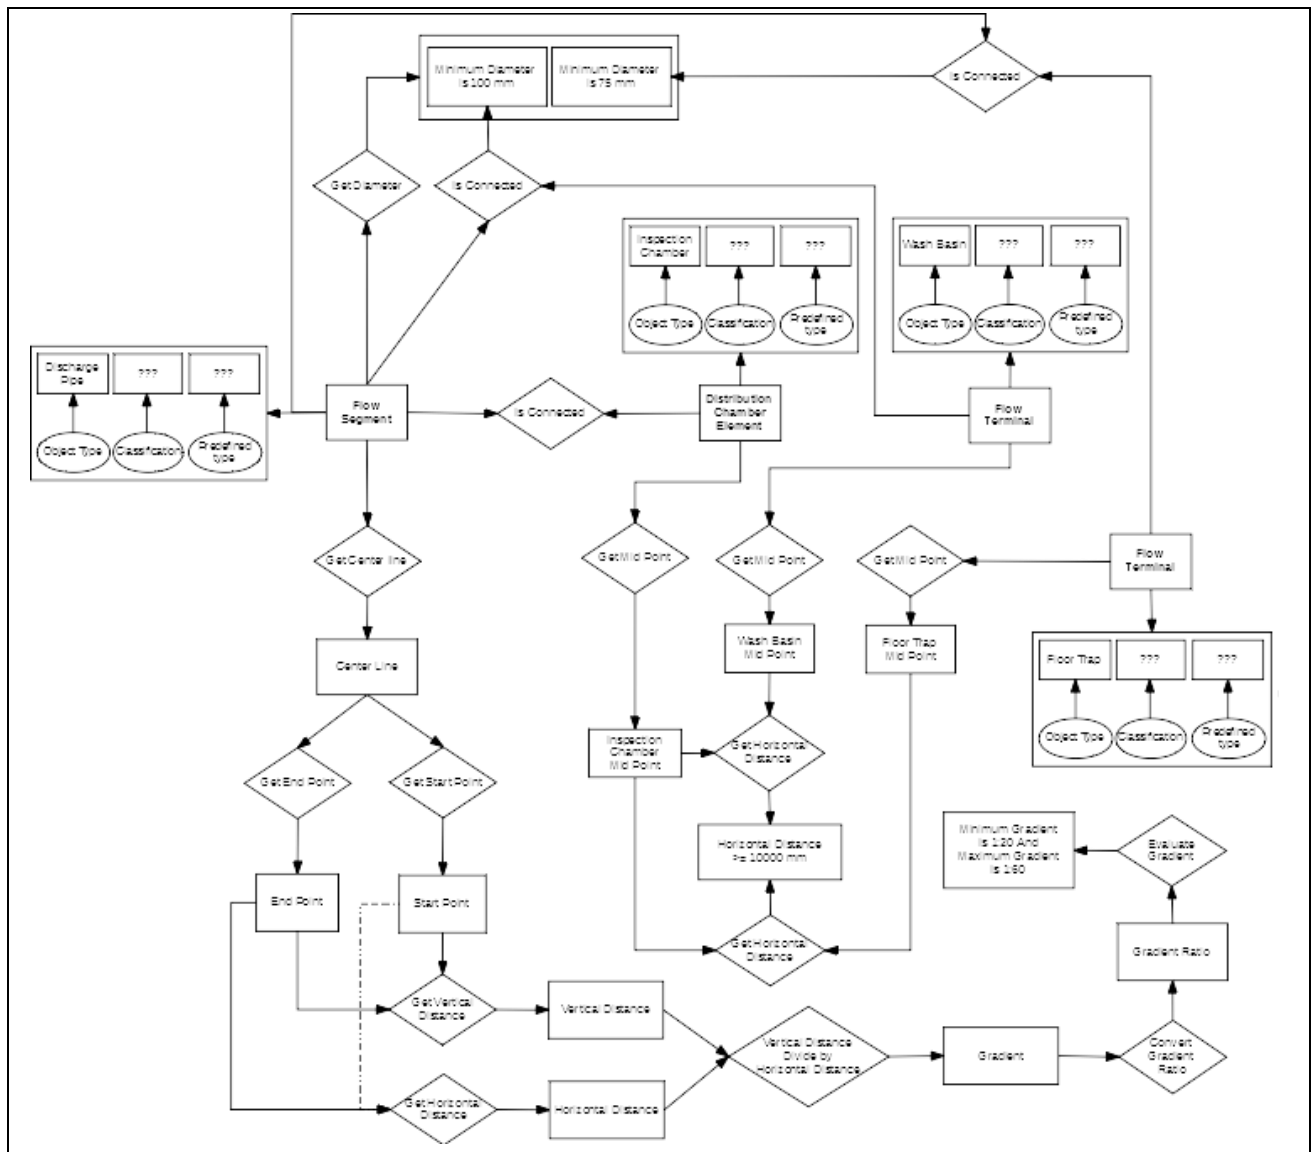 Minimum Diameter
Is 100 mm
Minimum Diameter
Is 75 mm
Is Connected
Get Diameter
Is Connected
Inspection
Chamber
???
???
Object Type
Classification
Predefined
type
Wash Basin
???
???
Object Type
Classification
Predefined
type
Discharge
Pipe
???
???
Object Type
Classification
Predefined
type
Flow
Segment
Is Connected
Distribution
Chamber
Element
Flow
Terminal
Get Center line
Get Mid Point
Get Mid Point
Get Mid Point
Flow
Terminal
Center Line
Wash Basin
Mid Point
Floor Trap
Mid Point
Floor Trap
???
???
Object Type
Classification
Predefined
type
Inspection
Chamber
Mid Point
Get Horizontal
Distance
Get End Point
Get Start Point
Horizontal Distance
>= 10000 mm
Minimum Gradient
Is 1:20 And
Maximum Gradient
Is 1:60
Evaluate
Gradient
End Point
Start Point
Get Horizontal
Distance
Gradient Ratio
Get Vertical
Distance
Vertical Distance
Vertical Distance
Divide by
Horizontal Distance
Gradient
Convert
Gradient
Ratio
Get Horizontal
Distance
Horizontal Distance